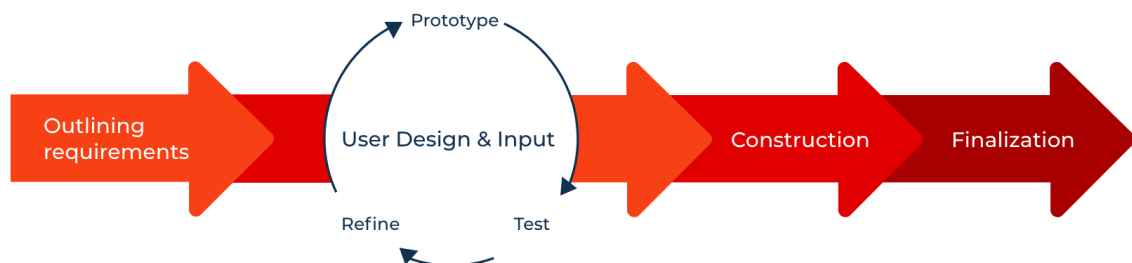 Prototype
Outlining
requirements
User Design & Input
Construction
Finalization
Refine
Test